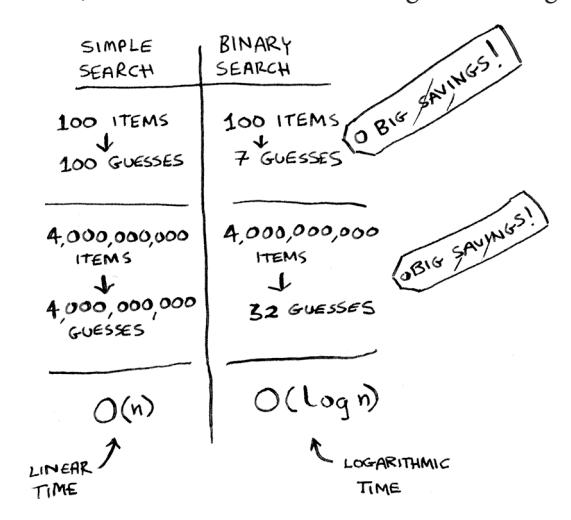 SIMPLE
SEARCH
BINARY
SEARCH
100 ITEMS
100 GUESSES
100 ITEMS
7 GUESSES
BIG SAVINGS!
4,000,000,000
ITEMS
4,000,000,000
GUESSES
4,000,000,000
ITEMS
32 GUESSES
BIG SAVINGS!
O(n)
O(log n)
LINEAR
TIME
LOGARITHMIC
TIME